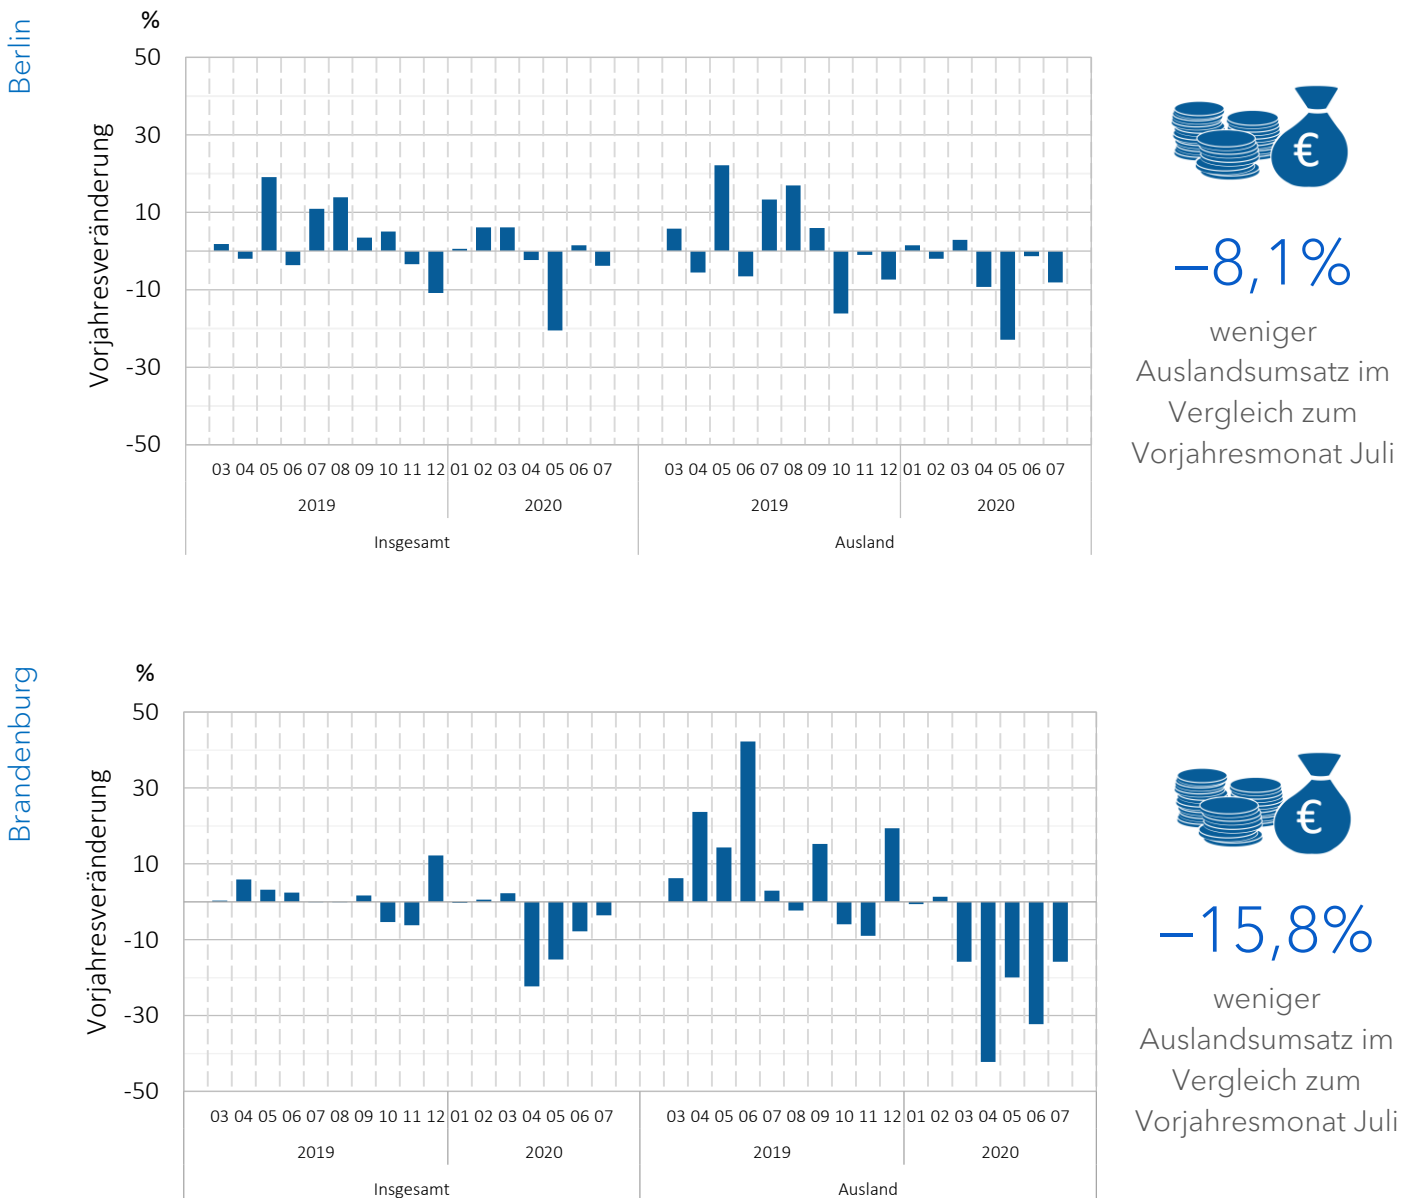 Berlin
%
Vorjahresveränderung
50
30
10
-10
-30
-50
03 04 05 06 07 08 09 10 11 12 01 02 03 04 05 06 07 03 04 05 06 07 08 09 10 11 12 01 02 03 04 05 06 07
2019 2020 2019 2020
Insgesamt Ausland
€
–8,1%
weniger
Auslandsumsatz im
Vergleich zum
Vorjahresmonat Juli
Brandenburg
%
Vorjahresveränderung
50
30
10
-10
-30
-50
03 04 05 06 07 08 09 10 11 12 01 02 03 04 05 06 07 03 04 05 06 07 08 09 10 11 12 01 02 03 04 05 06 07
2019 2020 2019 2020
Insgesamt Ausland
€
–15,8%
weniger
Auslandsumsatz im
Vergleich zum
Vorjahresmonat Juli